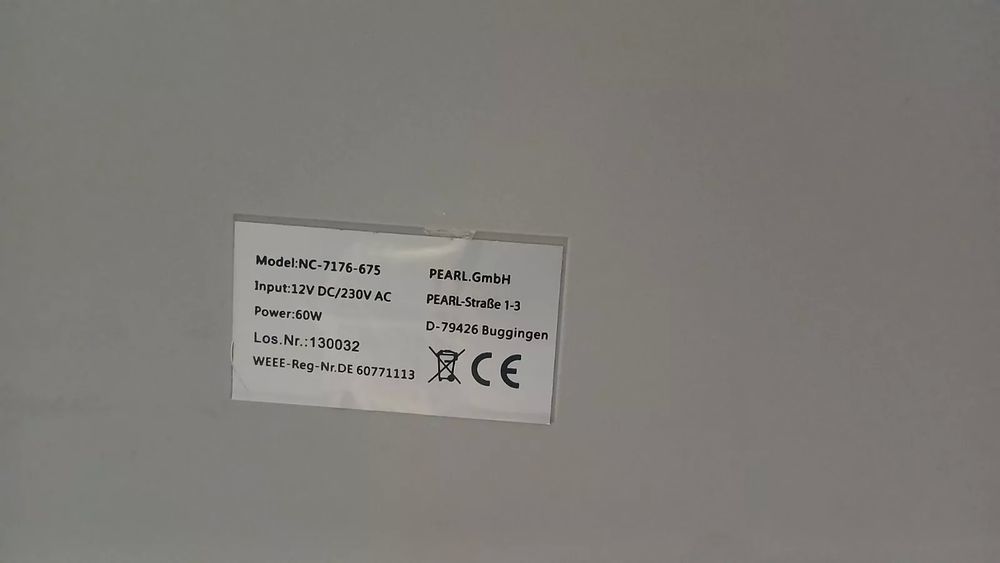 Model:NC-7176-675
Input:12V DC/230V AC
Power:60W
Los.Nr.:130032
WEEE-Reg-Nr.DE 60771113
PEARL.GmbH
PEARL-Straße 1-3
D-79426 Buggingen
CE